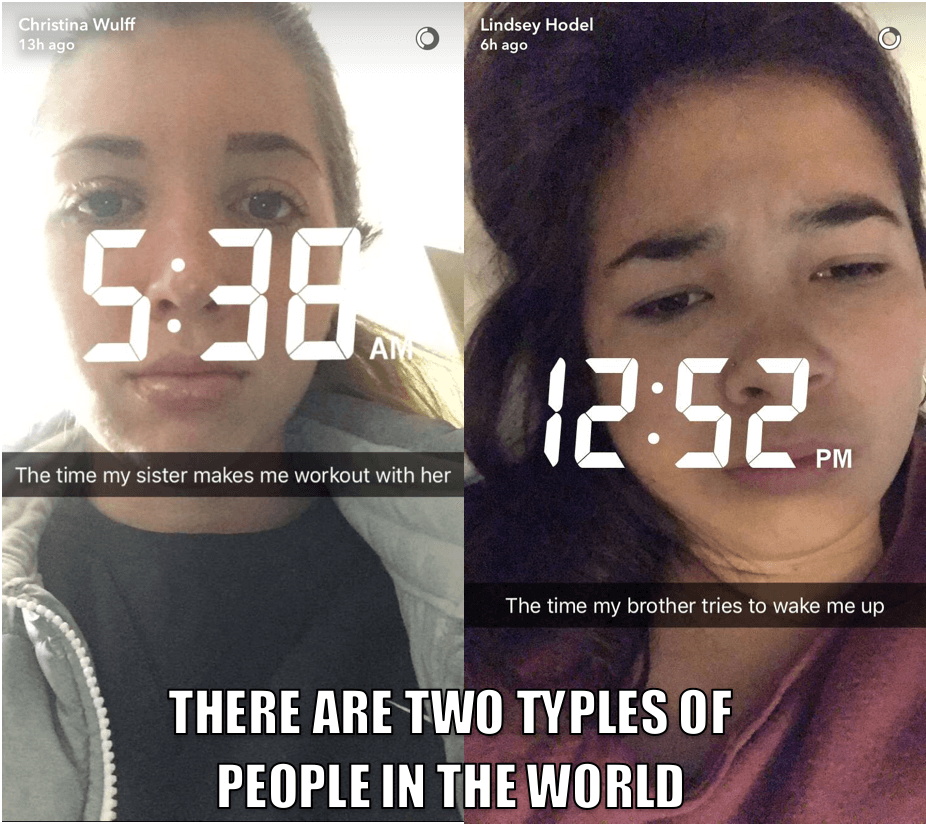 Christina Wulff
13h ago
5:38 AM
The time my sister makes me workout with her
Lindsey Hodel
6h ago
12:52 PM
The time my brother tries to wake me up
THERE ARE TWO TYPLES OF
PEOPLE IN THE WORLD